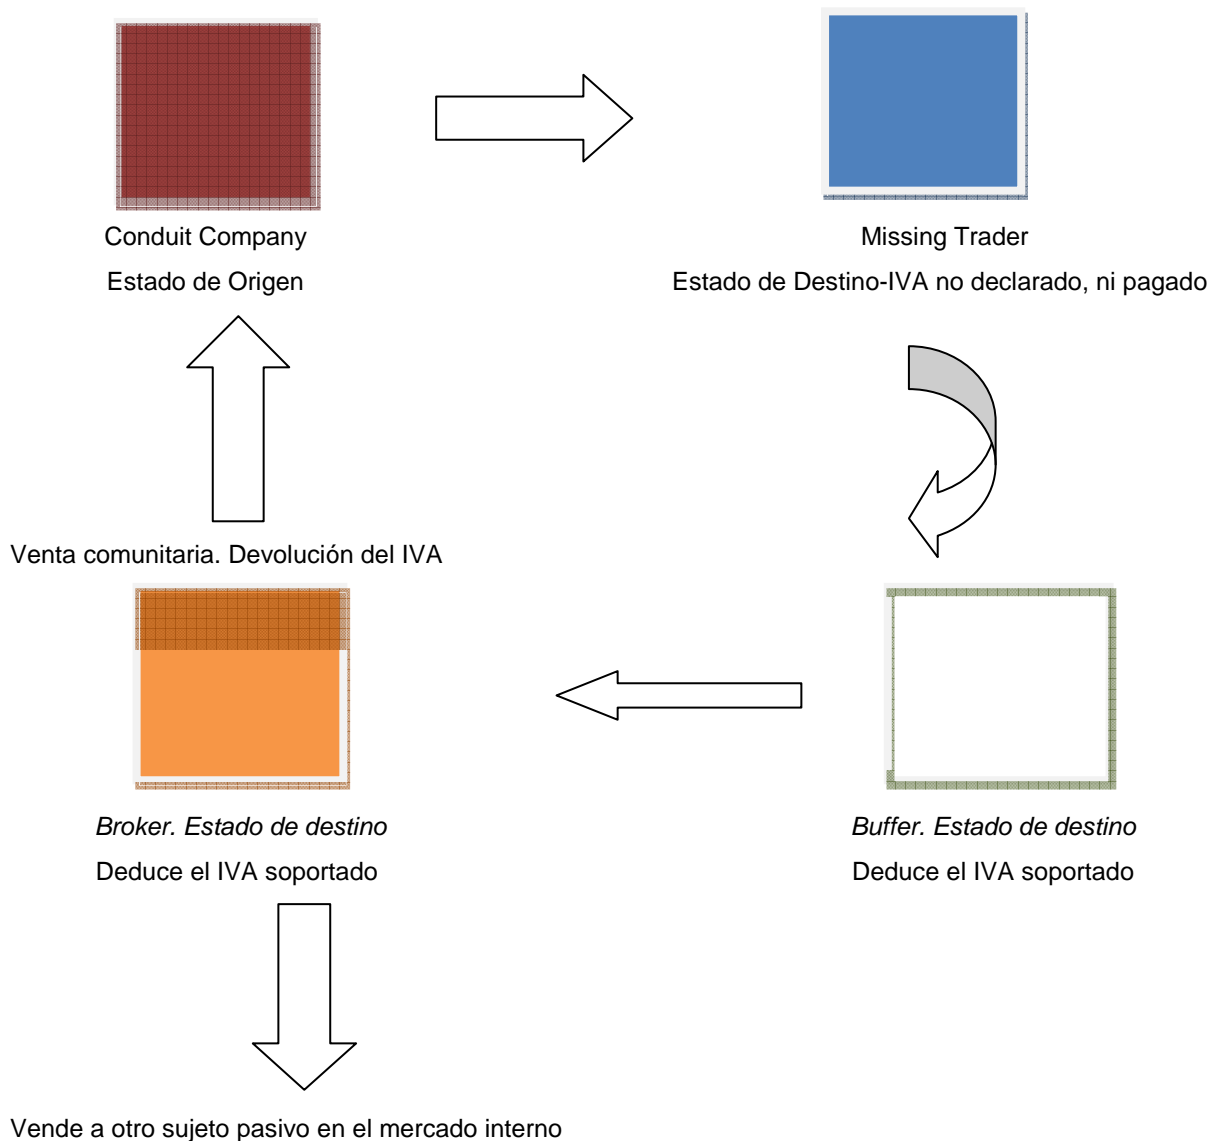 Conduit Company
Missing Trader
Estado de Origen
Estado de Destino-IVA no declarado, ni pagado
Venta comunitaria. Devolución del IVA
Broker. Estado de destino
Buffer. Estado de destino
Deduce el IVA soportado
Deduce el IVA soportado
Vende a otro sujeto pasivo en el mercado interno